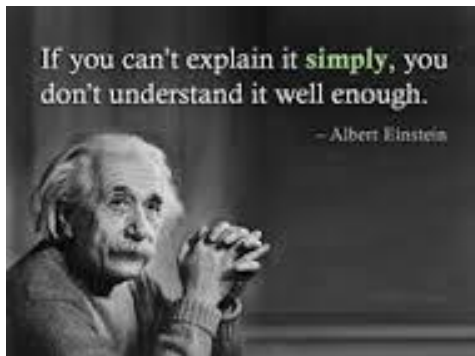 If you can't explain it simply, you
don't understand it well enough.
– Albert Einstein